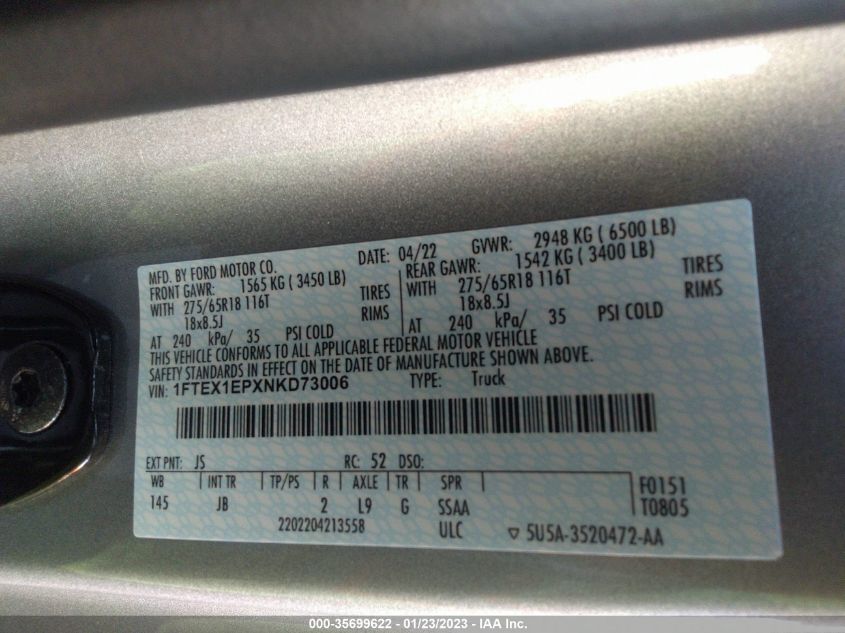 MFD. BY FORD MOTOR CO. DATE: 04/22 GVWR: 2948 KG ( 6500 LB)
FRONT GAWR: 1565 KG ( 3450 LB) REAR GAWR: 1542 KG ( 3400 LB)
WITH 275/65R18 116T TIRES WITH 275/65R18 116T TIRES
18x8.5J RIMS 18x8.5J RIMS
AT 240 kPa/ 35 PSI COLD AT 240 kPa/ 35 PSI COLD
THIS VEHICLE CONFORMS TO ALL APPLICABLE FEDERAL MOTOR VEHICLE
SAFETY STANDARDS IN EFFECT ON THE DATE OF MANUFACTURE SHOWN ABOVE.
VIN: 1FTEX1EPXNKD73006 TYPE: Truck
EXT PNT: JS RC: 52 DSO:
WB INT TR TP/PS R AXLE TR SPR F0151
145 JB 2 L9 G SSAA T0805
2202204213558 ULC ▽ 5U5A-3520472-AA
000-35699622 - 01/23/2023 - IAA Inc.